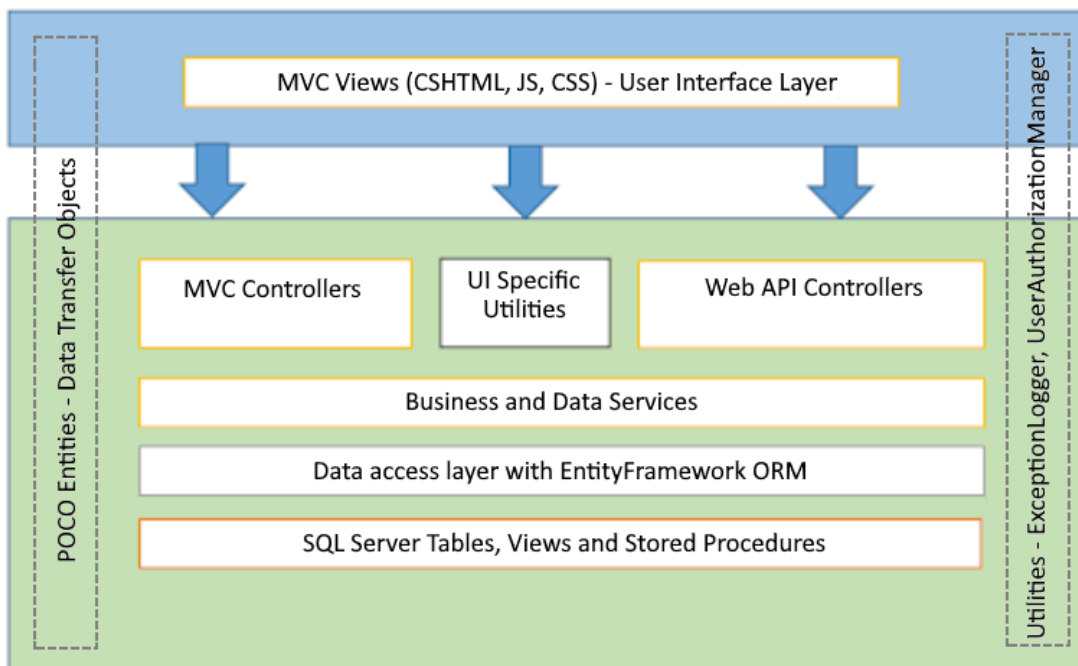 MVC Views (CSHTML, JS, CSS) - User Interface Layer
POCO Entities - Data Transfer Objects
Utilities - ExceptionLogger, UserAuthorizationManager
MVC Controllers
UI Specific
Utilities
Web API Controllers
Business and Data Services
Data access layer with EntityFramework ORM
SQL Server Tables, Views and Stored Procedures